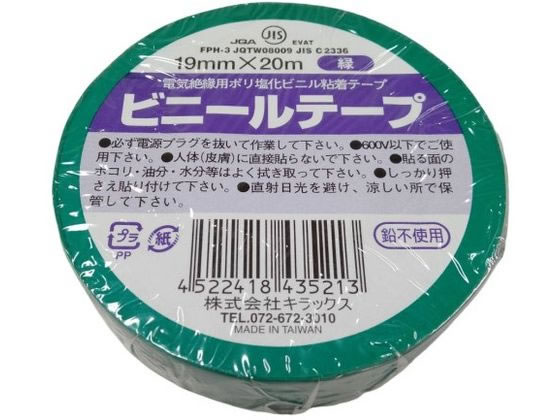 JQA JIS EVAT
FPH-3 JQTW08009 JIS C 2336
19mm×20m 緑
電気絶縁用ポリ塩化ビニル粘着テープ
ビニールテープ
●必ず電源プラグを抜いて作業して下さい。●600V以下でご使
用下さい。●人体(皮膚)に直接貼らないで下さい。●貼る面の
ホコリ・油分・水分等はよく拭き取って下さい。●しっかり押
さえ貼り付けて下さい。●直射日光を避け、涼しい所で保
管して下さい。
プラ 紙
PP
鉛不使用
4522418435213
株式会社キラックス
TEL.072-672-3010
MADE IN TAIWAN